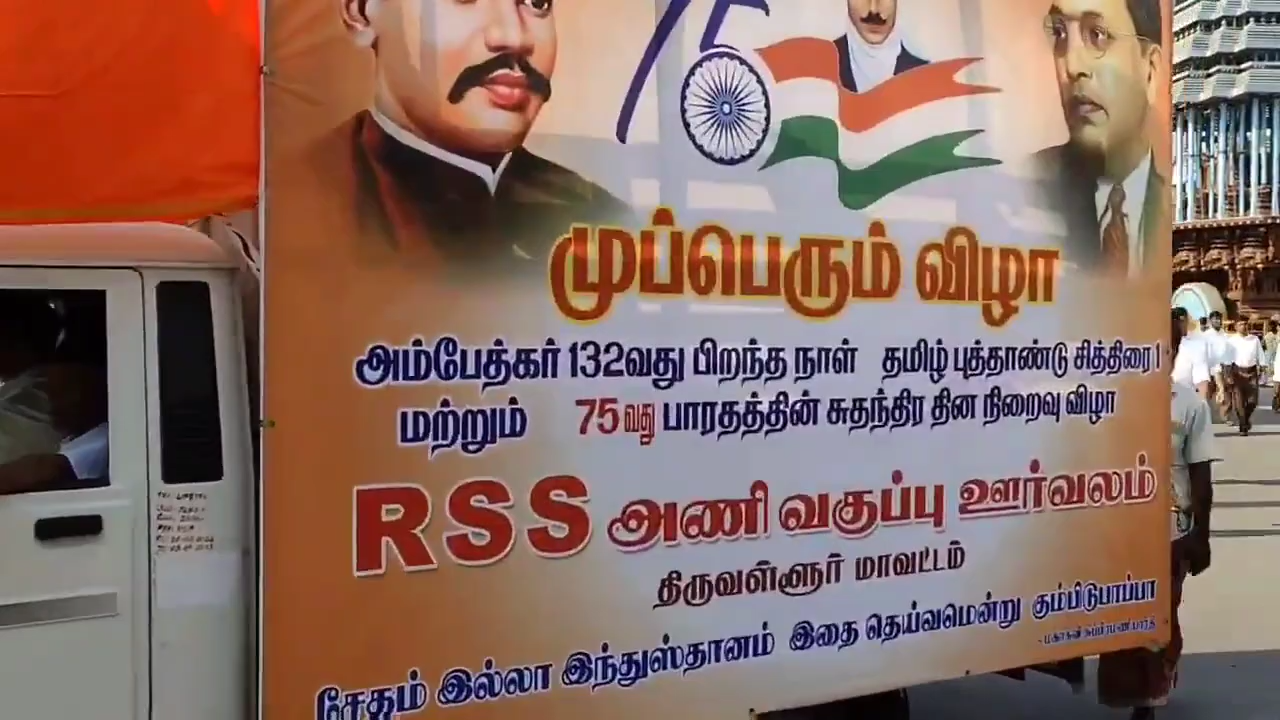 75
முப்பெரும் விழா
அம்பேத்கர் 132வது பிறந்த நாள் தமிழ் புத்தாண்டு சித்திரை 1
மற்றும் 75வது பாரதத்தின் சுதந்திர தின நிறைவு விழா
RSS அணி வகுப்பு ஊர்வலம்
திருவள்ளூர் மாவட்டம்
சேதம் இல்லா இந்துஸ்தானம் இதை தெய்வமென்று கும்பிடுபாப்பா